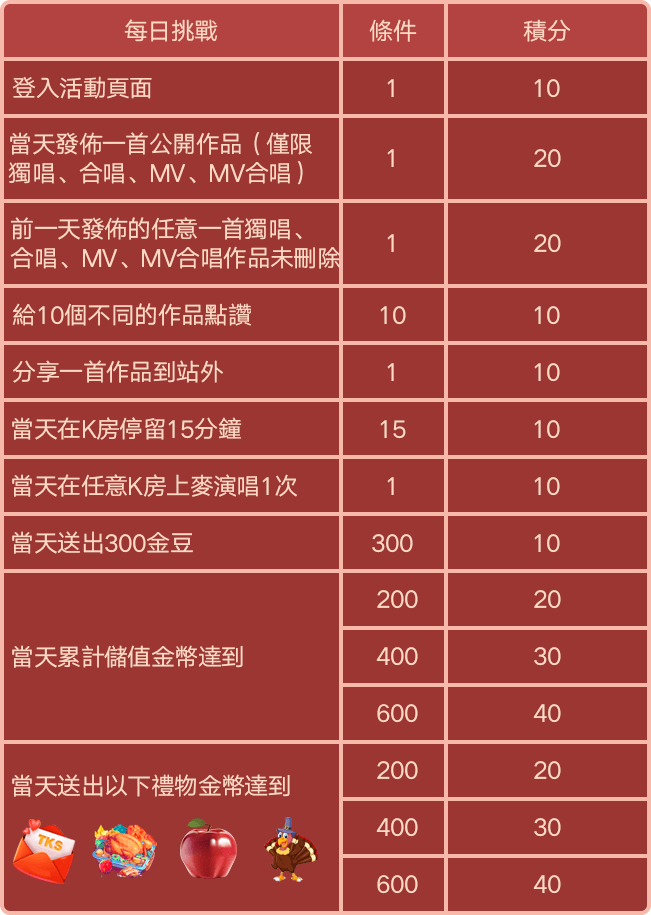 每日挑戰 條件 積分
登入活動頁面 1 10
當天發佈一首公開作品（僅限
獨唱、合唱、MV、MV合唱） 1 20
前一天發佈的任意一首獨唱、
合唱、MV、MV合唱作品未刪除 1 20
給10個不同的作品點讚 10 10
分享一首作品到站外 1 10
當天在K房停留15分鐘 15 10
當天在任意K房上麥演唱1次 1 10
當天送出300金豆 300 10
當天累計儲值金幣達到
200 20
400 30
600 40
當天送出以下禮物金幣達到
TKS
200 20
400 30
600 40